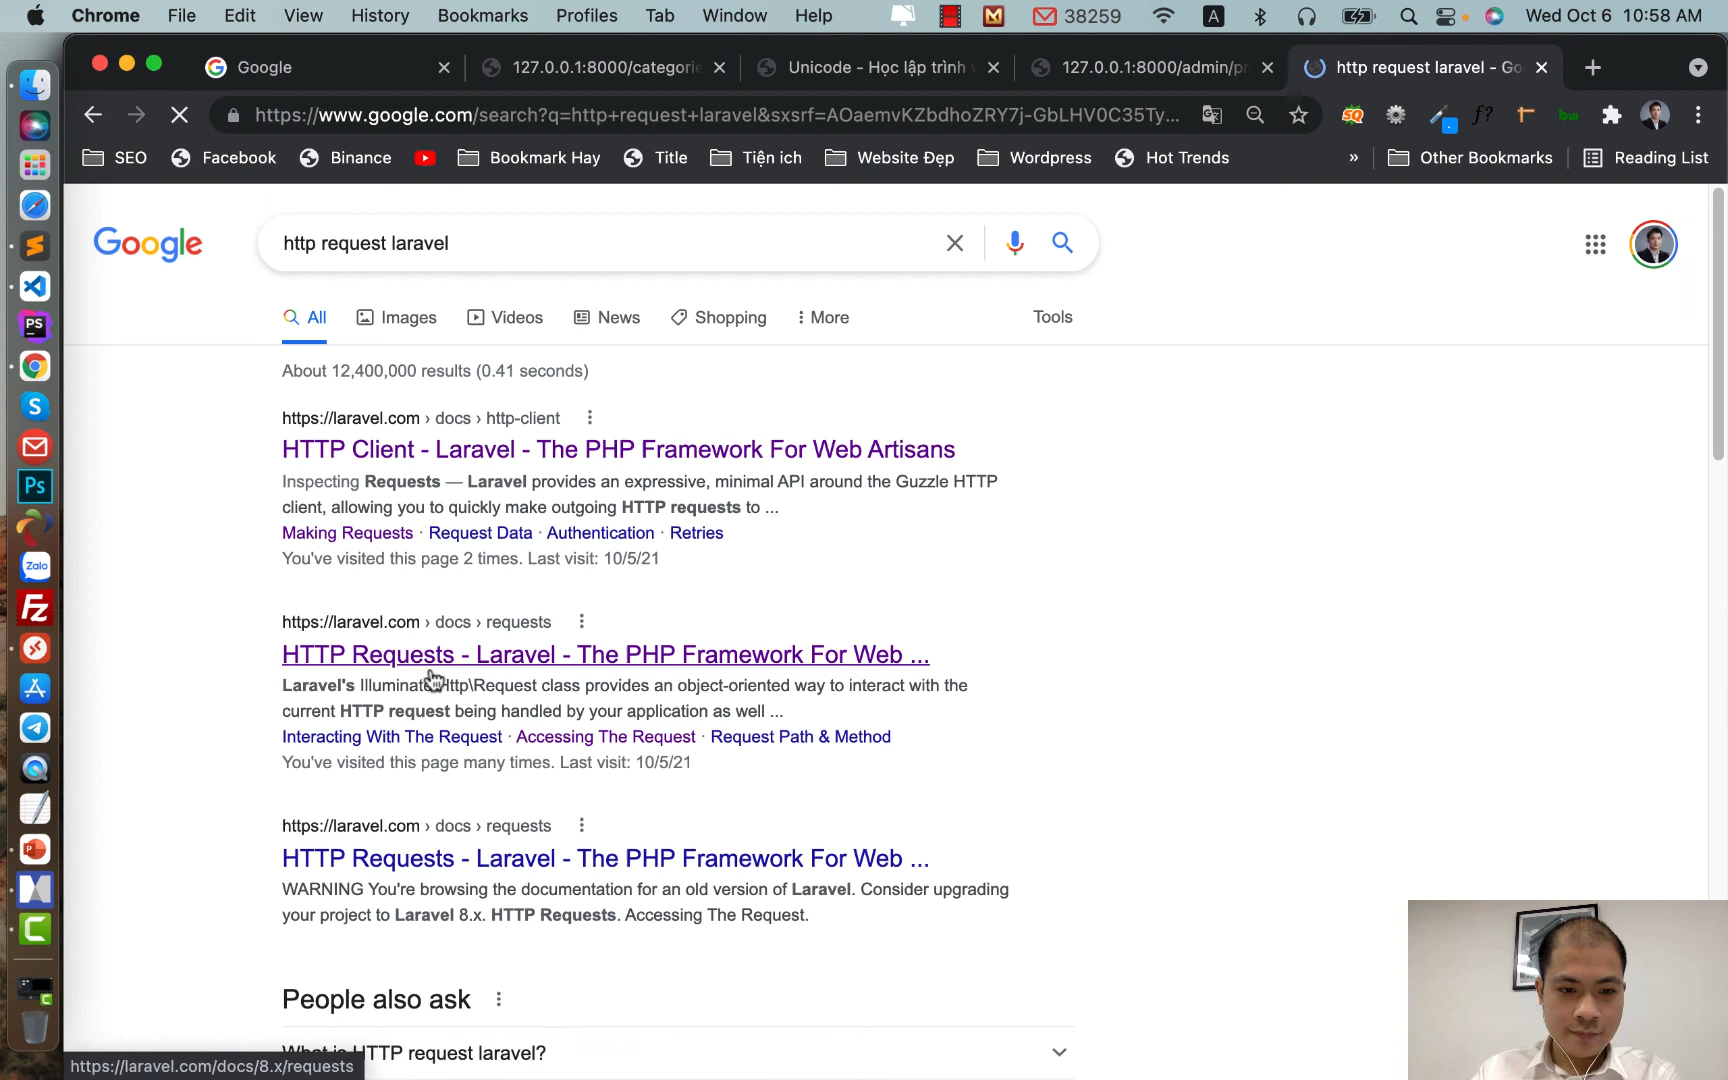 Chrome File Edit View History Bookmarks Profiles Tab Window Help 38259 A Wed Oct 6 10:58 AM
Google 127.0.0.1:8000/categorie Unicode - Học lập trình 127.0.0.1:8000/admin/pr http request laravel - Go
https://www.google.com/search?q=http+request+laravel&sxsrf=AOaemvKZbdhoZRY7j-GbLHV0C35Ty... SQ f?
SEO Facebook Binance Bookmark Hay Title Tiện ích Website Đẹp Wordpress Hot Trends » Other Bookmarks Reading List
Google http request laravel
All Images Videos News Shopping More Tools
About 12,400,000 results (0.41 seconds)
https://laravel.com › docs › http-client
HTTP Client - Laravel - The PHP Framework For Web Artisans
Inspecting Requests — Laravel provides an expressive, minimal API around the Guzzle HTTP
client, allowing you to quickly make outgoing HTTP requests to ...
Making Requests · Request Data · Authentication · Retries
You've visited this page 2 times. Last visit: 10/5/21
https://laravel.com › docs › requests
HTTP Requests - Laravel - The PHP Framework For Web ...
Laravel's Illuminat ttp\Request class provides an object-oriented way to interact with the
current HTTP request being handled by your application as well ...
Interacting With The Request · Accessing The Request · Request Path & Method
You've visited this page many times. Last visit: 10/5/21
https://laravel.com › docs › requests
HTTP Requests - Laravel - The PHP Framework For Web ...
WARNING You're browsing the documentation for an old version of Laravel. Consider upgrading
your project to Laravel 8.x. HTTP Requests. Accessing The Request.
People also ask
What is HTTP request laravel?
https://laravel.com/docs/8.x/requests
PS
S
Ps
Zalo
FZ
P
C